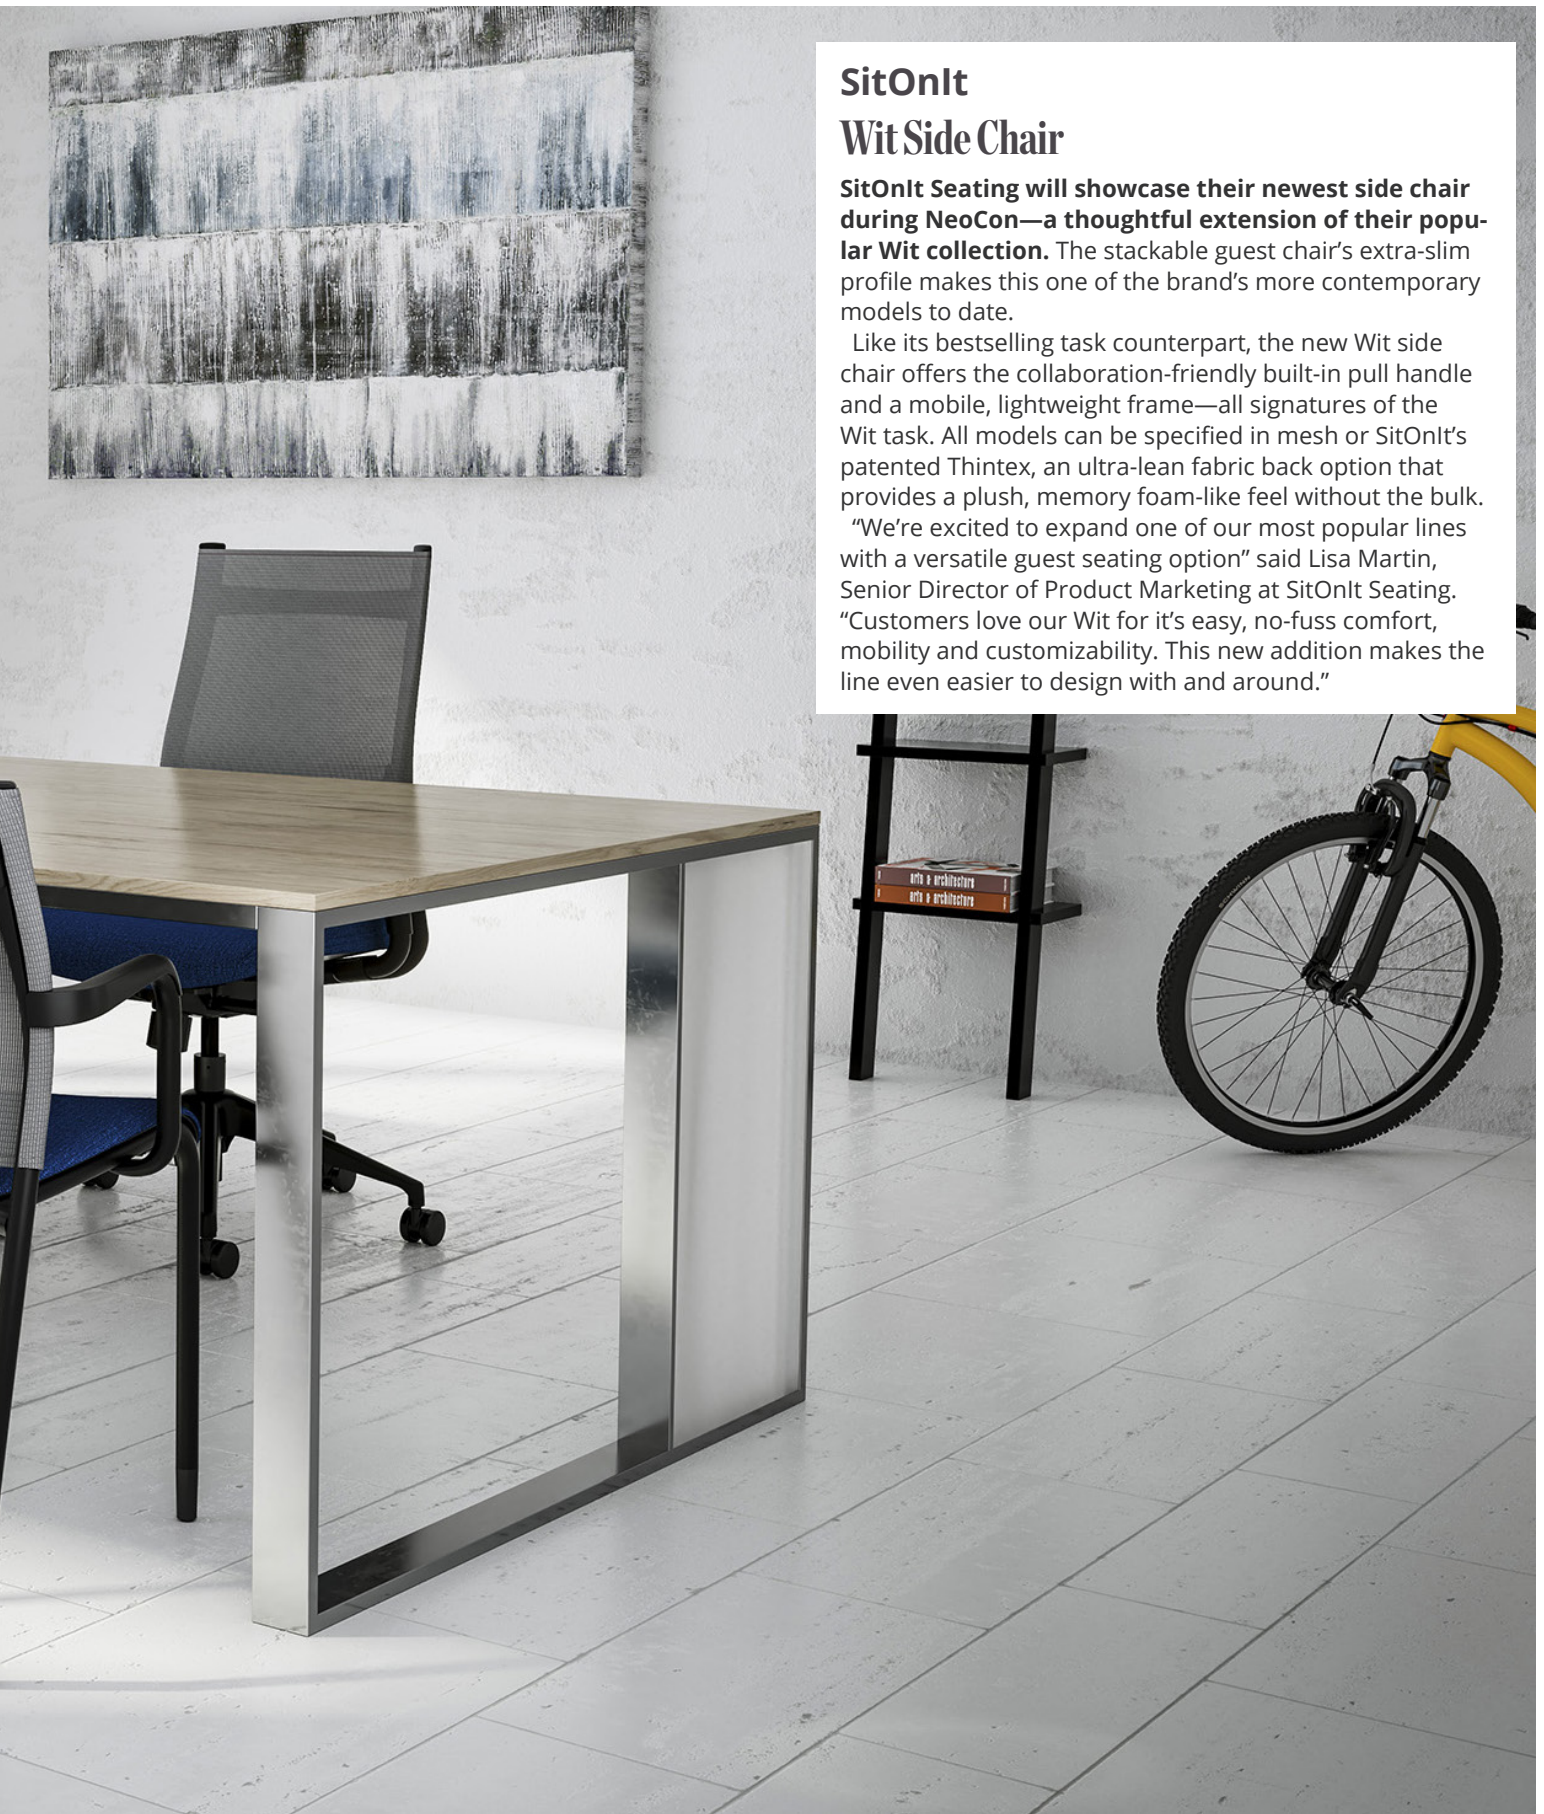 SitOnIt
Wit Side Chair
SitOnIt Seating will showcase their newest side chair
during NeoCon—a thoughtful extension of their popu-
lar Wit collection. The stackable guest chair’s extra-slim
profile makes this one of the brand’s more contemporary
models to date.
Like its bestselling task counterpart, the new Wit side
chair offers the collaboration-friendly built-in pull handle
and a mobile, lightweight frame—all signatures of the
Wit task. All models can be specified in mesh or SitOnIt’s
patented Thintex, an ultra-lean fabric back option that
provides a plush, memory foam-like feel without the bulk.
“We’re excited to expand one of our most popular lines
with a versatile guest seating option” said Lisa Martin,
Senior Director of Product Marketing at SitOnIt Seating.
“Customers love our Wit for it’s easy, no-fuss comfort,
mobility and customizability. This new addition makes the
line even easier to design with and around.”
arts & architecture
arts & architecture
SCHWINN